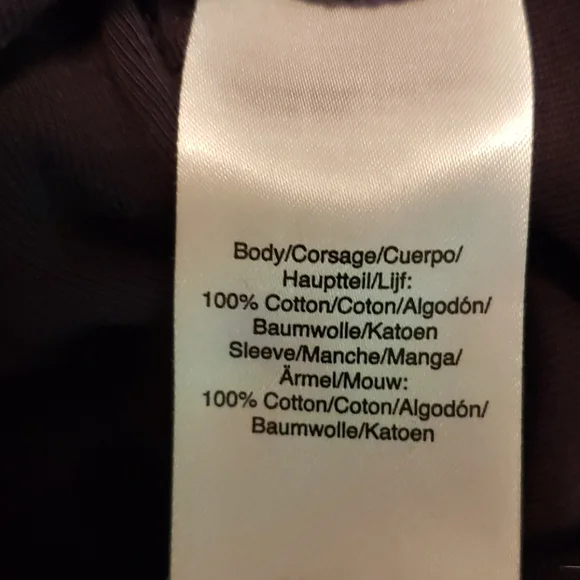 Body/Corsage/Cuerpo/
Hauptteil/Lijf:
100% Cotton/Coton/Algodón/
Baumwolle/Katoen
Sleeve/Manche/Manga/
Ärmel/Mouw:
100% Cotton/Coton/Algodón/
Baumwolle/Katoen